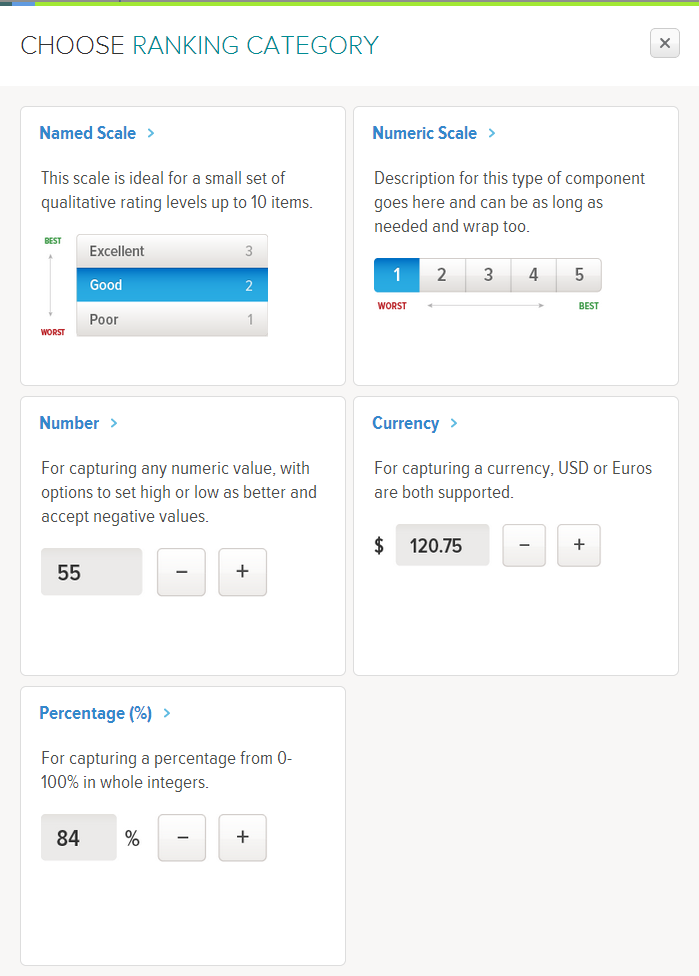 CHOOSE RANKING CATEGORY
Named Scale
This scale is ideal for a small set of
qualitative rating levels up to 10 items.
BEST
Excellent 3
Good 2
Poor 1
WORST
Numeric Scale
Description for this type of component
goes here and can be as long as
needed and wrap too.
1 2 3 4 5
WORST BEST
Number
For capturing any numeric value, with
options to set high or low as better and
accept negative values.
55 − +
Currency
For capturing a currency, USD or Euros
are both supported.
$ 120.75 − +
Percentage (%)
For capturing a percentage from 0-
100% in whole integers.
84 % − +